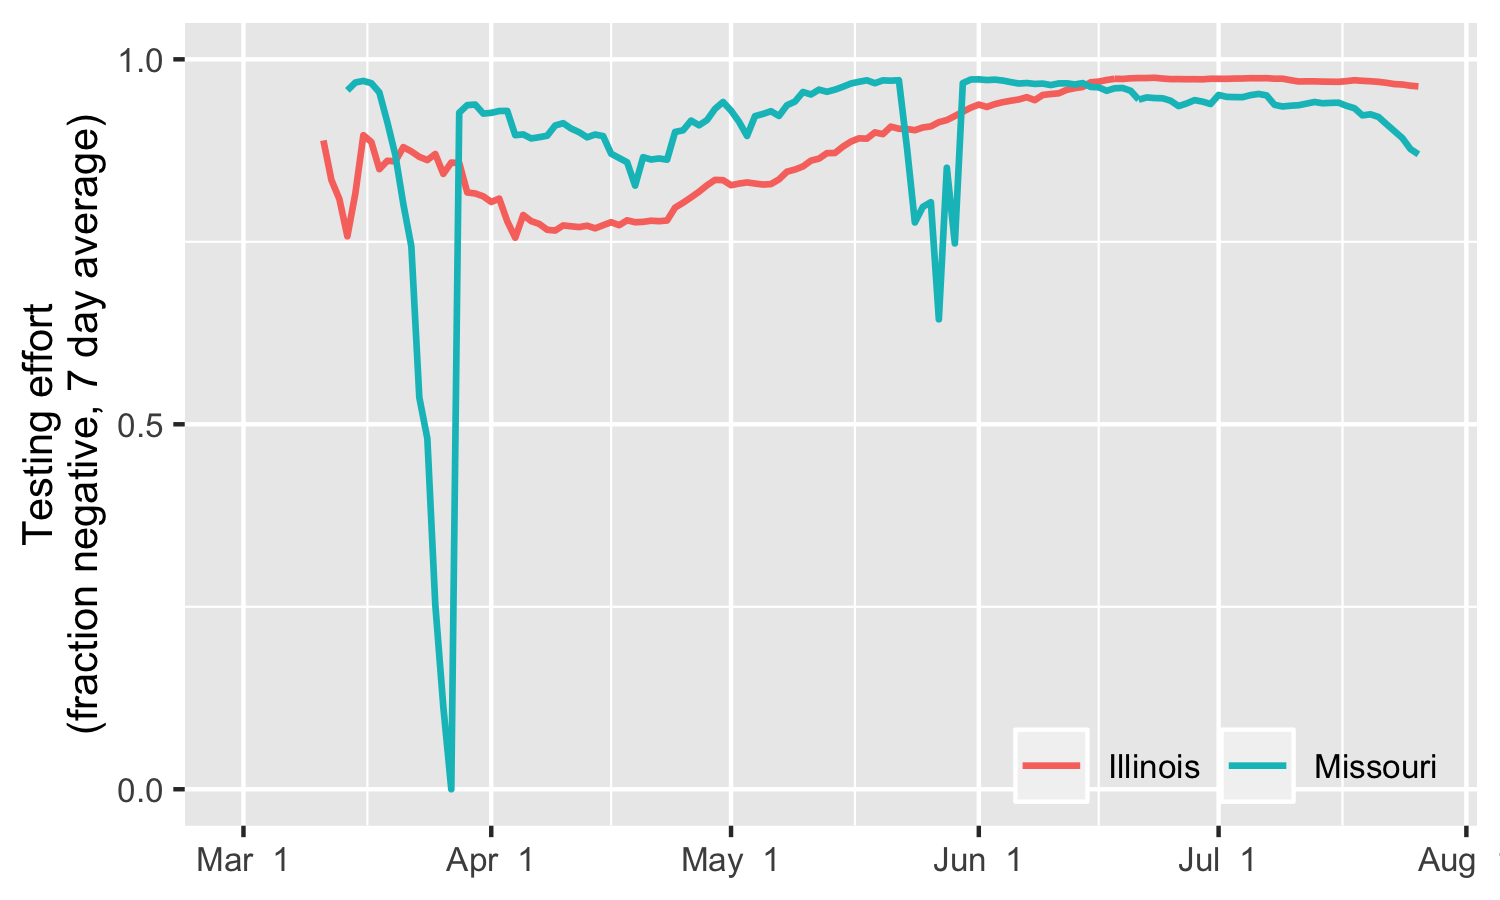 Testing effort
(fraction negative, 7 day average)
1.0
0.5
0.0
Illinois
Missouri
Mar 1
Apr 1
May 1
Jun 1
Jul 1
Aug